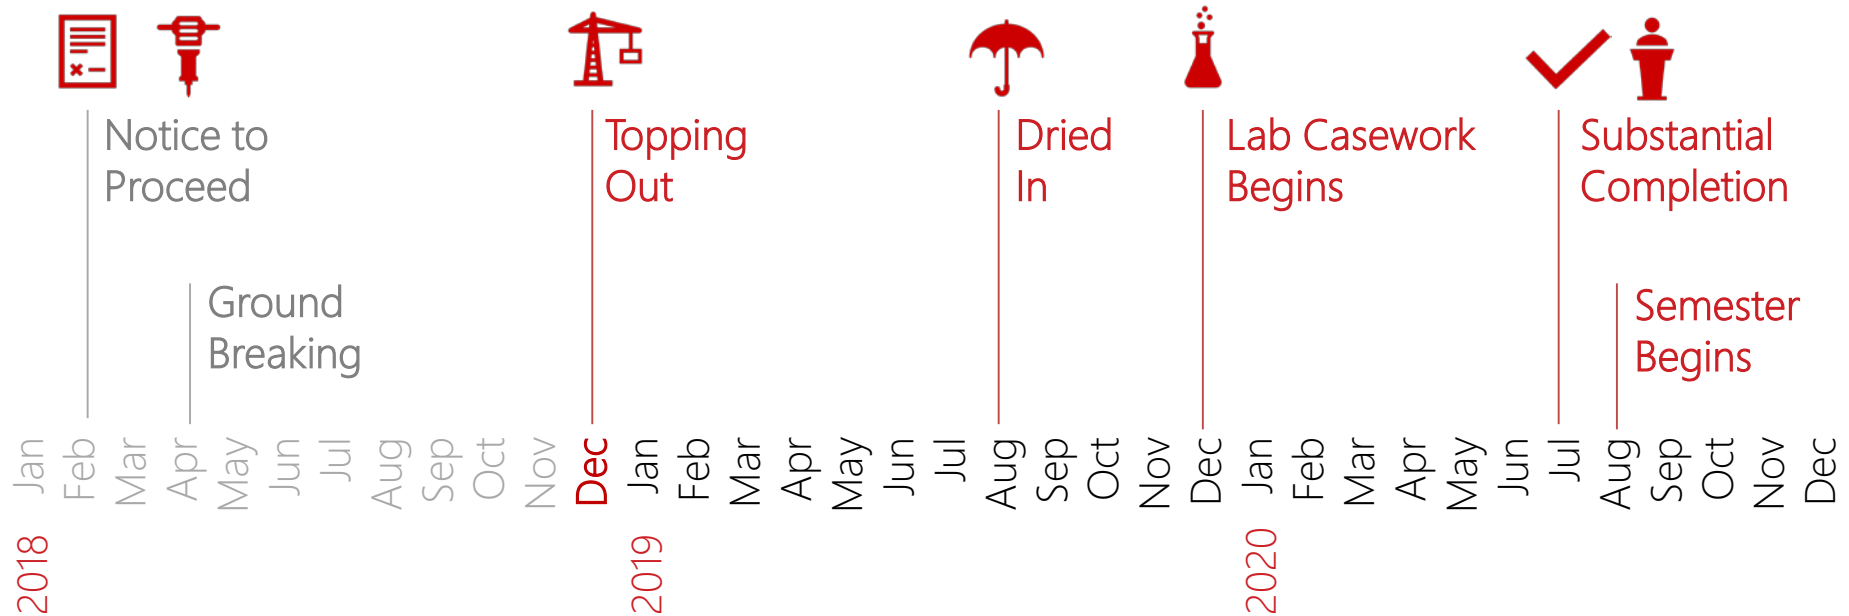 Notice to
Proceed
Ground
Breaking
Topping
Out
Dried
In
Lab Casework
Begins
Substantial
Completion
Semester
Begins
Jan
Feb
Mar
Apr
May
Jun
Jul
Aug
Sep
Oct
Nov
Dec
Jan
Feb
Mar
Apr
May
Jun
Jul
Aug
Sep
Oct
Nov
Dec
Jan
Feb
Mar
Apr
May
Jun
Jul
Aug
Sep
Oct
Nov
Dec
2018
2019
2020